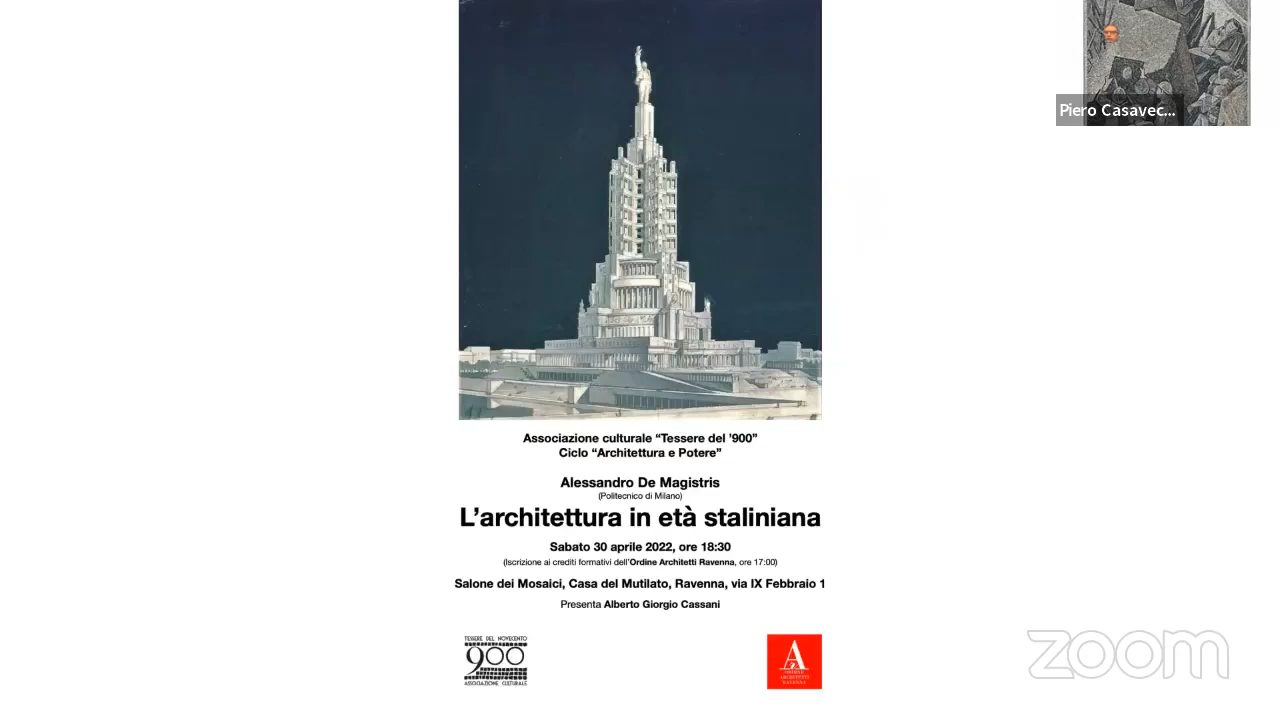 Piero Casavec...
Associazione culturale “Tessere del ’900”
Ciclo “Architettura e Potere”
Alessandro De Magistris
(Politecnico di Milano)
L’architettura in età staliniana
Sabato 30 aprile 2022, ore 18:30
(Iscrizione ai crediti formativi dell’Ordine Architetti Ravenna, ore 17:00)
Salone dei Mosaici, Casa del Mutilato, Ravenna, via IX Febbraio 1
Presenta Alberto Giorgio Cassani
TESSERE DEL NOVECENTO
900
ASSOCIAZIONE CULTURALE
A
ORDINE
ARCHITETTI
RAVENNA
zoom